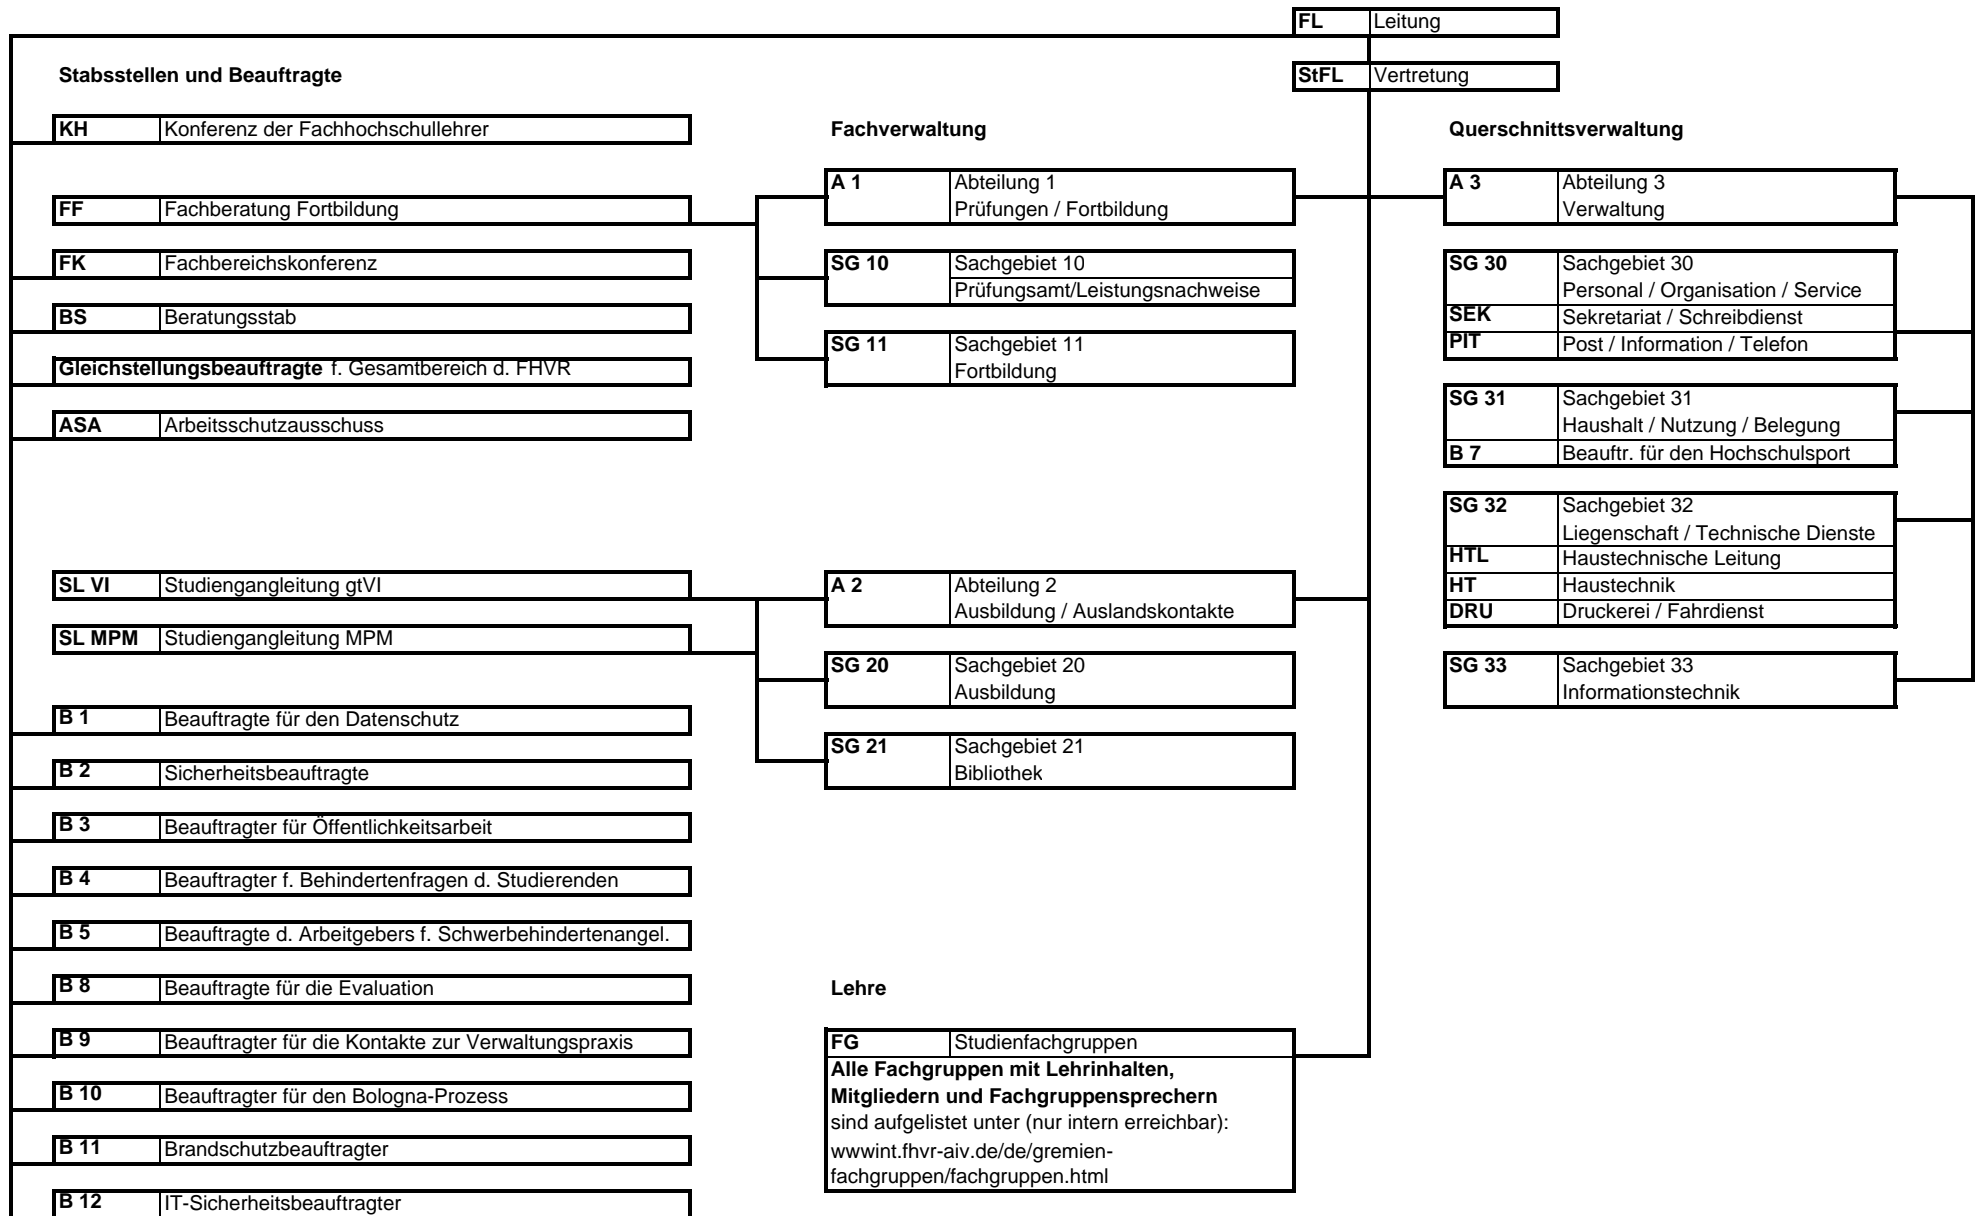 FL Leitung
Stabsstellen und Beauftragte
StFL Vertretung
KH Konferenz der Fachhochschullehrer
FF Fachberatung Fortbildung
FK Fachbereichskonferenz
BS Beratungsstab
Gleichstellungsbeauftragte f. Gesamtbereich d. FHVR
ASA Arbeitsschutzausschuss
SL VI Studiengangleitung gtVI
SL MPM Studiengangleitung MPM
B 1 Beauftragte für den Datenschutz
B 2 Sicherheitsbeauftragte
B 3 Beauftragter für Öffentlichkeitsarbeit
B 4 Beauftragter f. Behindertenfragen d. Studierenden
B 5 Beauftragte d. Arbeitgebers f. Schwerbehindertenangel.
B 8 Beauftragte für die Evaluation
B 9 Beauftragter für die Kontakte zur Verwaltungspraxis
B 10 Beauftragter für den Bologna-Prozess
B 11 Brandschutzbeauftragter
B 12 IT-Sicherheitsbeauftragter
Fachverwaltung
A 1 Abteilung 1
Prüfungen / Fortbildung
SG 10 Sachgebiet 10
Prüfungsamt/Leistungsnachweise
SG 11 Sachgebiet 11
Fortbildung
A 2 Abteilung 2
Ausbildung / Auslandskontakte
SG 20 Sachgebiet 20
Ausbildung
SG 21 Sachgebiet 21
Bibliothek
Lehre
FG Studienfachgruppen
Alle Fachgruppen mit Lehrinhalten,
Mitgliedern und Fachgruppensprechern
sind aufgelistet unter (nur intern erreichbar):
wwwint.fhvr-aiv.de/de/gremien-
fachgruppen/fachgruppen.html
Querschnittsverwaltung
A 3 Abteilung 3
Verwaltung
SG 30 Sachgebiet 30
Personal / Organisation / Service
SEK Sekretariat / Schreibdienst
PIT Post / Information / Telefon
SG 31 Sachgebiet 31
Haushalt / Nutzung / Belegung
B 7 Beauftr. für den Hochschulsport
SG 32 Sachgebiet 32
Liegenschaft / Technische Dienste
HTL Haustechnische Leitung
HT Haustechnik
DRU Druckerei / Fahrdienst
SG 33 Sachgebiet 33
Informationstechnik